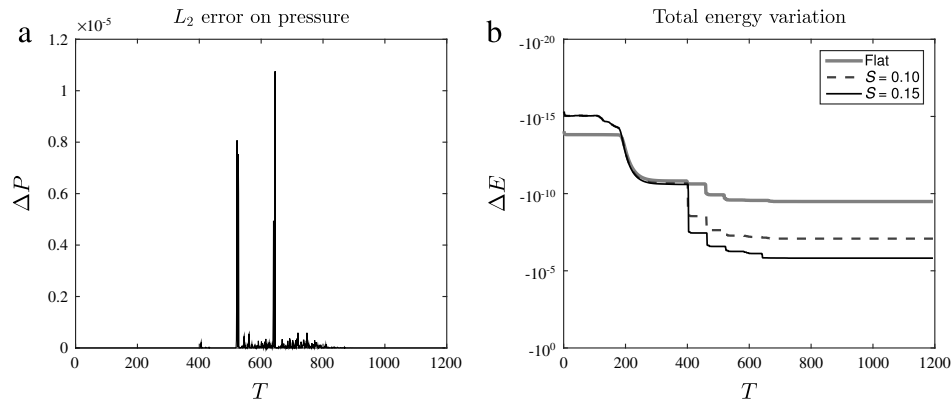 a
L₂ error on pressure
×10⁻⁵
1.2
1
0.8
0.6
0.4
0.2
0
ΔP
0 200 400 600 800 1000 1200
T
b
Total energy variation
-10⁻²⁰
-10⁻¹⁵
-10⁻¹⁰
-10⁻⁵
-10⁰
ΔE
Flat
S = 0.10
S = 0.15
0 200 400 600 800 1000 1200
T